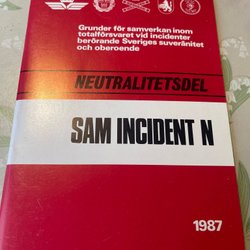 Grunder för samverkan inom
totalförsvaret vid incidenter
berörande Sveriges suveränitet
och oberoende
NEUTRALITETSDEL
SAM INCIDENT N
1987